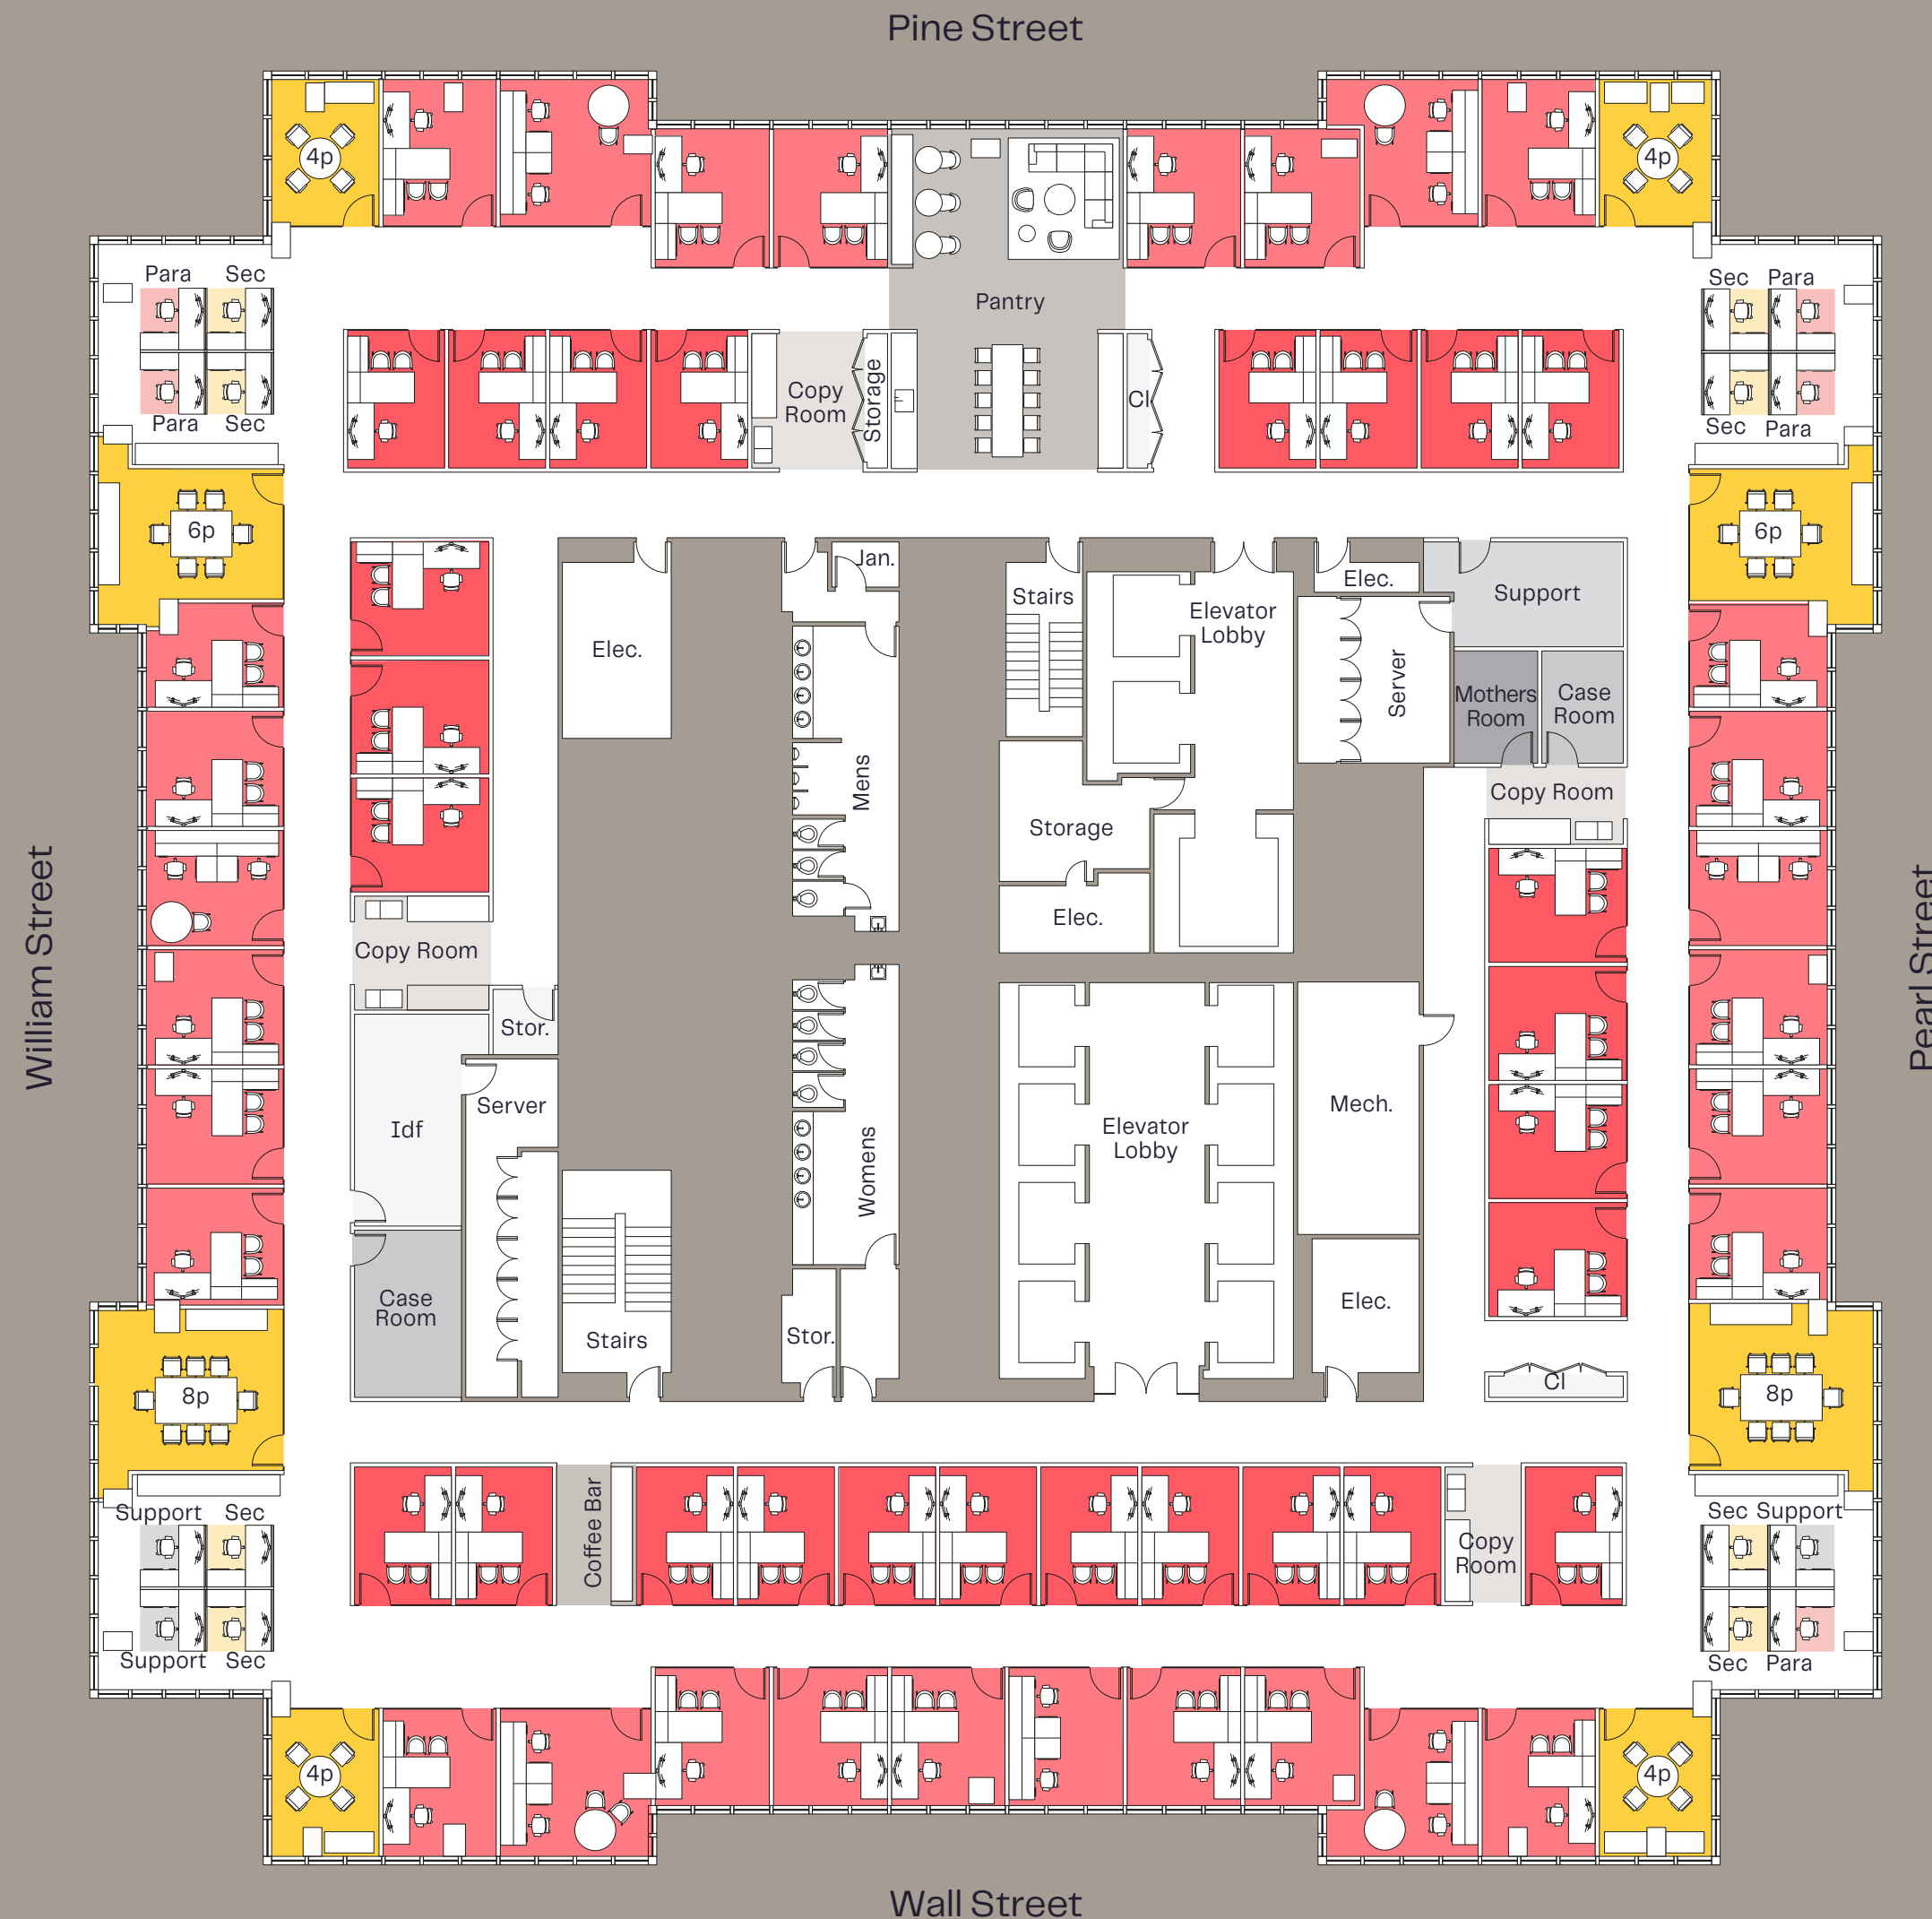 Pine Street
4p
4p
Para Sec
Sec Para
Pantry
Copy
Room
Storage
Cl
Para Sec
Sec Para
6p
6p
Jan.
Elec.
Stairs
Elevator
Lobby
Support
Elec.
Server
Mothers
Room
Case
Room
Mens
Copy Room
Storage
Elec.
William Street
Pearl Street
Copy Room
Stor.
Server
Idf
Elevator
Lobby
Mech.
Womens
Case
Room
Stairs
Stor.
Elec.
Cl
8p
8p
Support Sec
Coffee Bar
Copy
Room
Sec Support
Support Sec
Sec Para
4p
4p
Wall Street